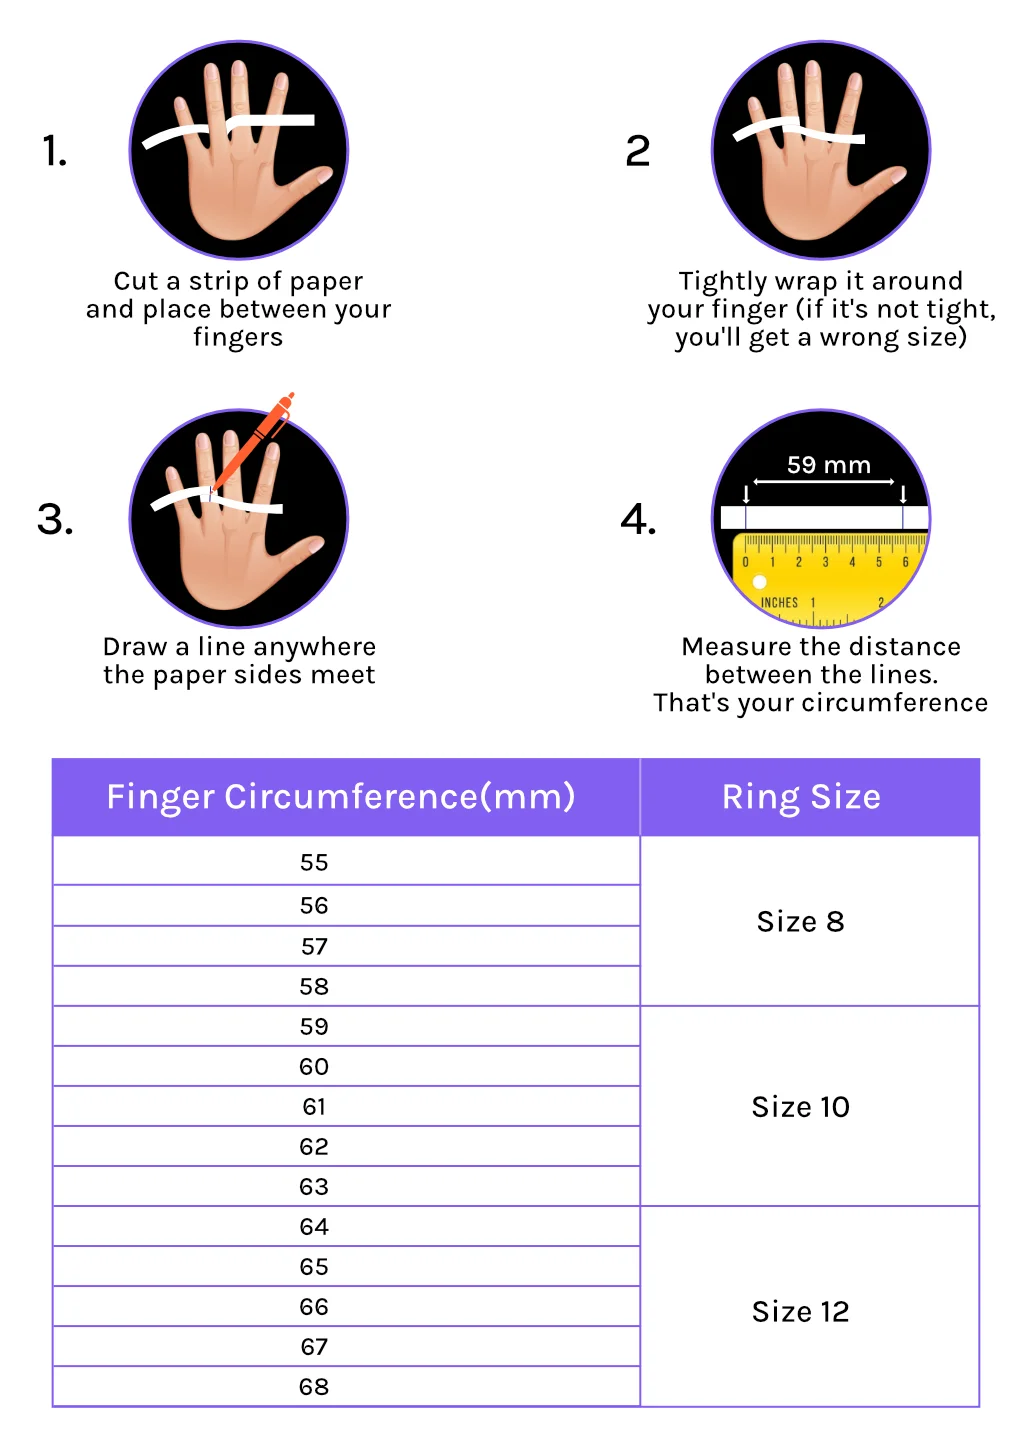 1.
Cut a strip of paper
and place between your
fingers
2
Tightly wrap it around
your finger (if it's not tight,
you'll get a wrong size)
3.
Draw a line anywhere
the paper sides meet
4.
59 mm
0 1 2 3 4 5 6
INCHES 1 2
Measure the distance
between the lines.
That's your circumference
Finger Circumference(mm) Ring Size
55
56
57
58
Size 8
59
60
61
62
63
Size 10
64
65
66
67
68
Size 12